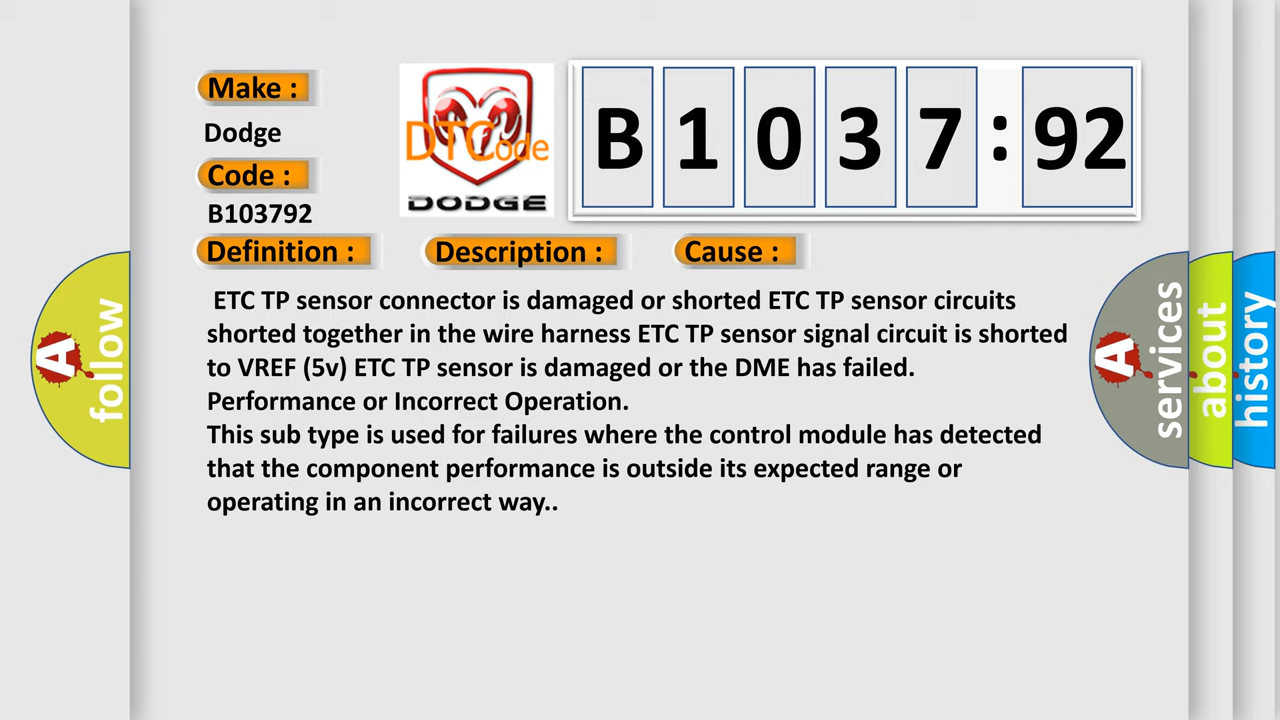 Make :
Dodge
Code :
B103792
DTCode
DODGE
B 1 0 3 7 : 92
Definition :
Description :
Cause :
ETC TP sensor connector is damaged or shorted ETC TP sensor circuits
shorted together in the wire harness ETC TP sensor signal circuit is shorted
to VREF (5v) ETC TP sensor is damaged or the DME has failed.
Performance or Incorrect Operation.
This sub type is used for failures where the control module has detected
that the component performance is outside its expected range or
operating in an incorrect way..
A follow
A services
about
history